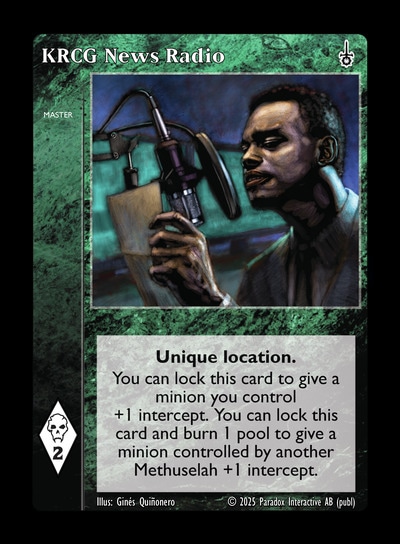 KRCG News Radio
MASTER
Unique location.
You can lock this card to give a
minion you control
+1 intercept. You can lock this
card and burn 1 pool to give a
minion controlled by another
Methuselah +1 intercept.
2
Illus: Ginés Quiñonero
© 2025 Paradox Interactive AB (publ)